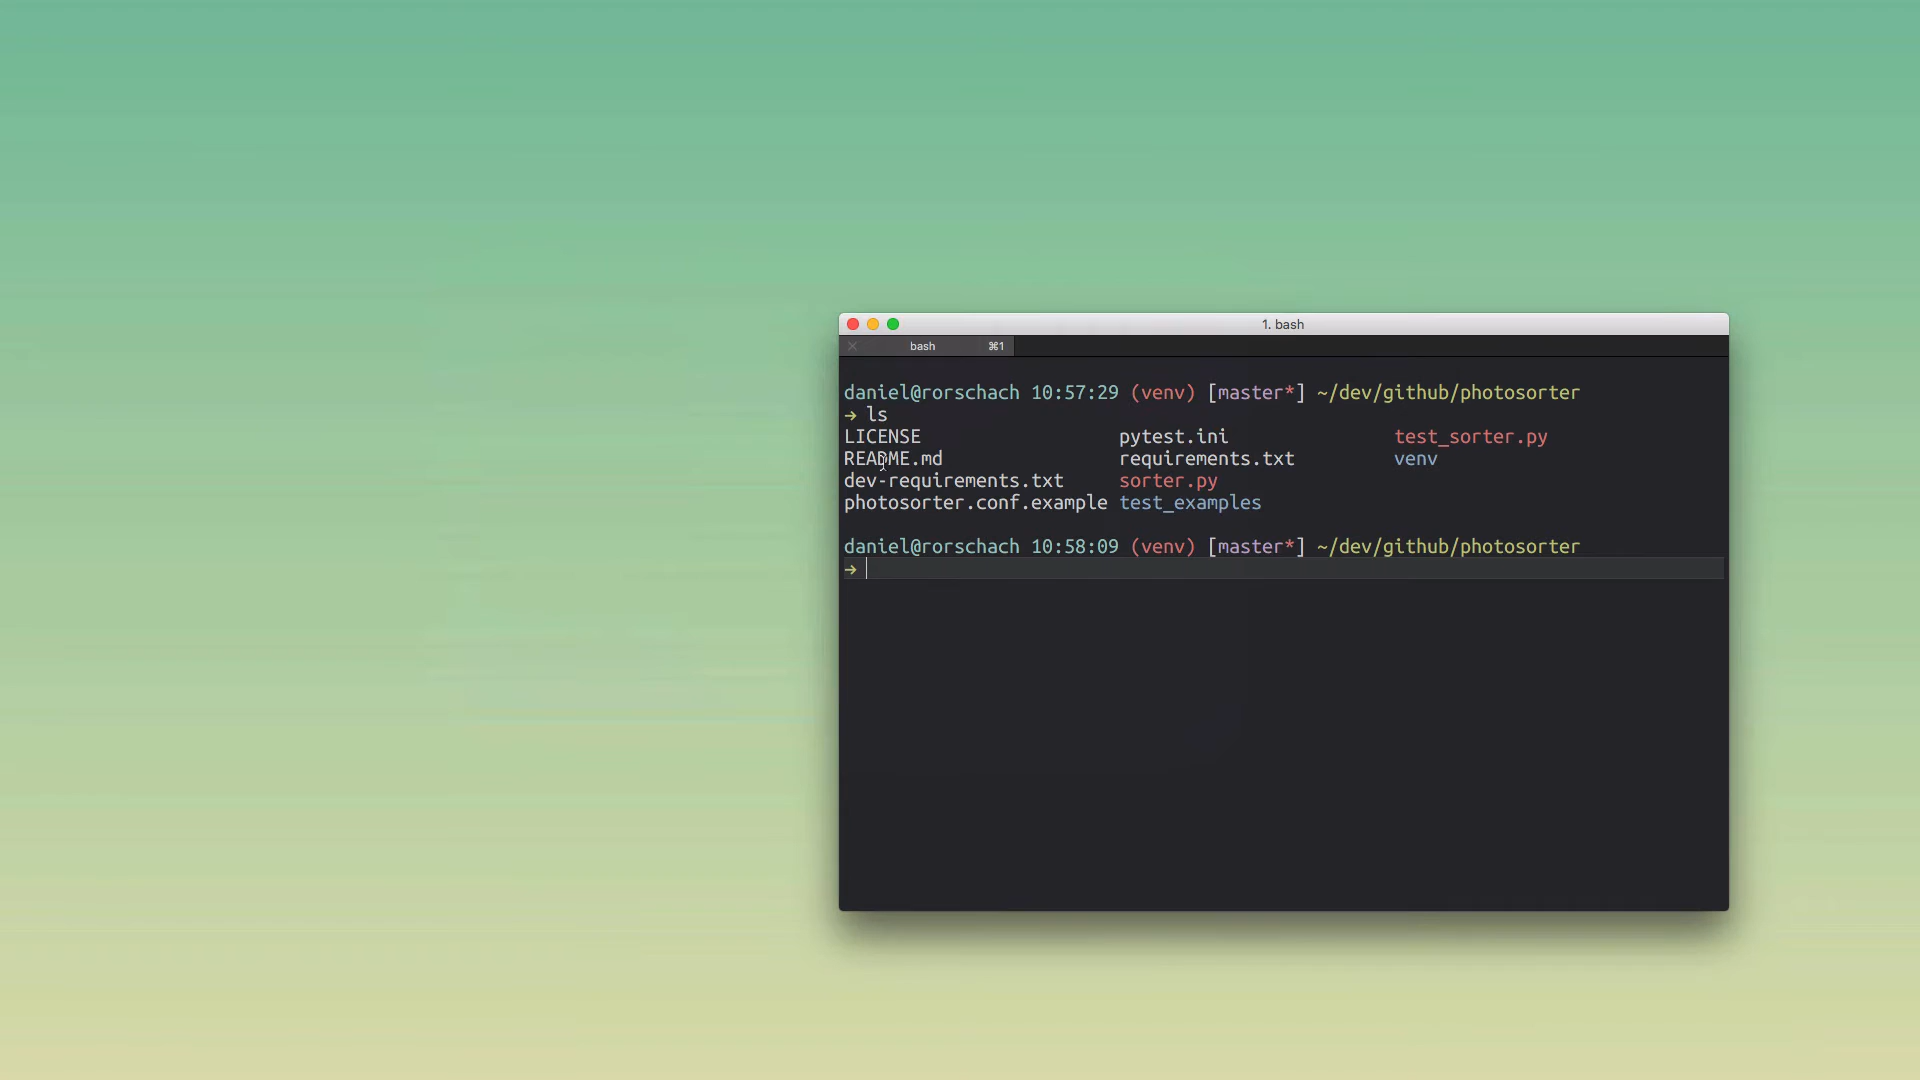 1. bash
bash ⌘1
daniel@rorschach 10:57:29 (venv) [master*] ~/dev/github/photosorter
→ ls
LICENSE pytest.ini test_sorter.py
README.md requirements.txt venv
dev-requirements.txt sorter.py
photosorter.conf.example test_examples
daniel@rorschach 10:58:09 (venv) [master*] ~/dev/github/photosorter
→